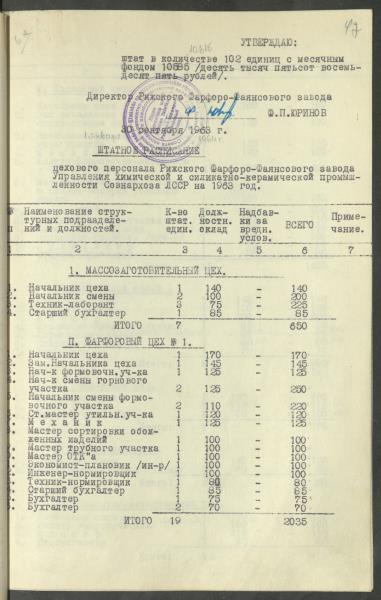 УТВЕРЖДАЮ:
штат в количестве 102 единиц с месячным
фондом 10585 /десять тысяч пятьсот восемь-
десят пять рублей/.
Директор Рижского Фарфоро-Фаянсового завода
Ф.П.ЮРИНОВ
30 сентября 1963 г.
ШТАТНОЕ РАСПИСАНИЕ
цехового персонала Рижского Фарфоро-Фаянсового завода
Управления химической и силикатно-керамической промыш-
ленности Совнархоза ЛССР на 1963 год.
Наименование струк-
турных подразделе-
ний и должностей.
К-во
штат.
един.
Долж-
ностн.
оклад
Надбав-
ки за
вредн.
услов.
ВСЕГО
Приме-
чание.
1 2 3 4 5 6 7
1. МАССОЗАГОТОВИТЕЛЬНЫЙ ЦЕХ.
Начальник цеха 1 140 - 140
Начальник смены 2 100 - 200
Техник-лаборант 3 75 - 225
Старший бухгалтер 1 85 - 85
ИТОГО 7 650
П. ФАРФОРОВЫЙ ЦЕХ № 1.
Начальник цеха 1 170 - 170
Зам.Начальника цеха 1 145 - 145
Нач-к формовочн.уч-ка 1 125 - 125
Нач-к смены горнового
участка 2 125 - 250
Начальник смены формо-
вочного участка 2 110 - 220
Ст.мастер утильн.уч-ка 1 120 - 120
М е х а н и к 1 125 - 125
Мастер сортировки обож-
женных изделий 1 100 - 100
Мастер трубного участка 1 100 - 100
Мастер ОТК"а 1 100 - 100
Экономист-плановик /ин-р/ 1 100 - 100
Инженер-нормировщик 1 100 - 100
Техник-нормировщик 1 80 - 80
Старший бухгалтер 1 85 - 85
Бухгалтер 1 75 - 75
Бухгалтер 2 70 - 70
ИТОГО 19 2035